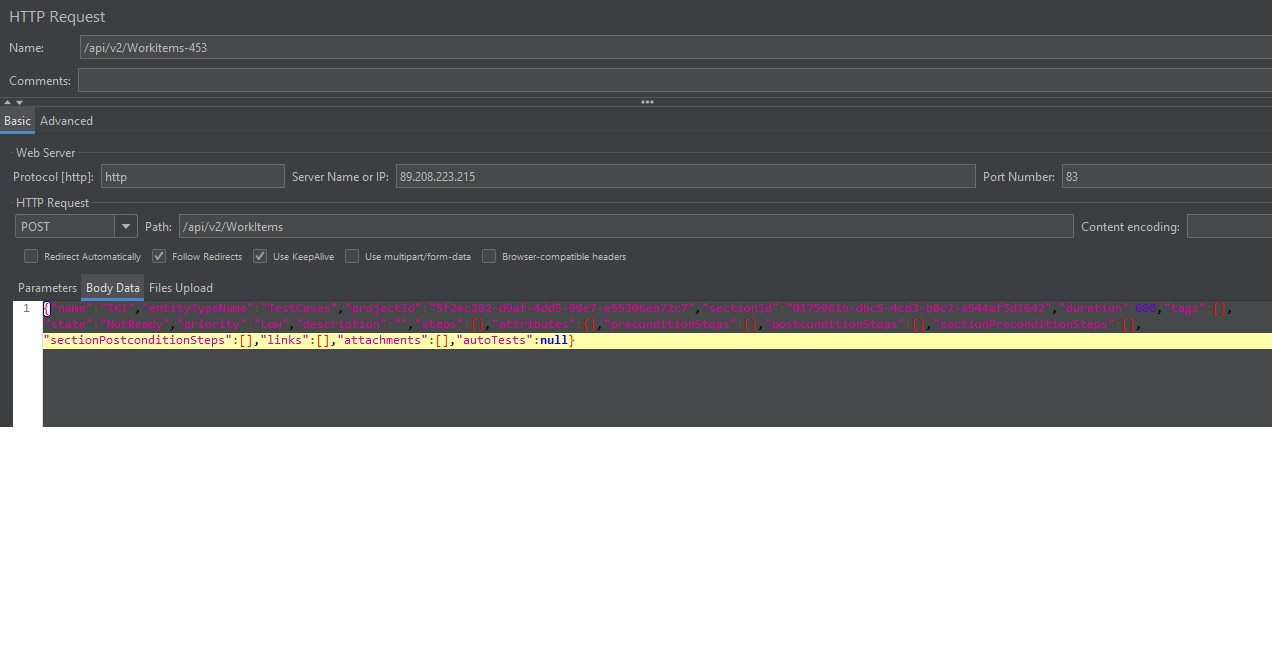 HTTP Request
Name: /api/v2/WorkItems-453
Comments:
Basic Advanced
Web Server
Protocol [http]: http Server Name or IP: 89.208.223.215 Port Number: 83
HTTP Request
POST Path: /api/v2/WorkItems Content encoding:
Redirect Automatically Follow Redirects Use KeepAlive Use multipart/form-data Browser-compatible headers
Parameters Body Data Files Upload
1 {"name":"TK1","entityTypeName":"TestCases","projectId":"5f2ec282-d9af-4dd5-99e7-e55306eb72c7","sectionId":"0175961b-dbc5-4cd3-b8c2-a544af3d1642","duration":600,"tags":[],
"state":"NotReady","priority":"Low","description":"","steps":[],"attributes":{},"preconditionSteps":[],"postconditionSteps":[],"sectionPreconditionSteps":[],
"sectionPostconditionSteps":[],"links":[],"attachments":[],"autoTests":null}